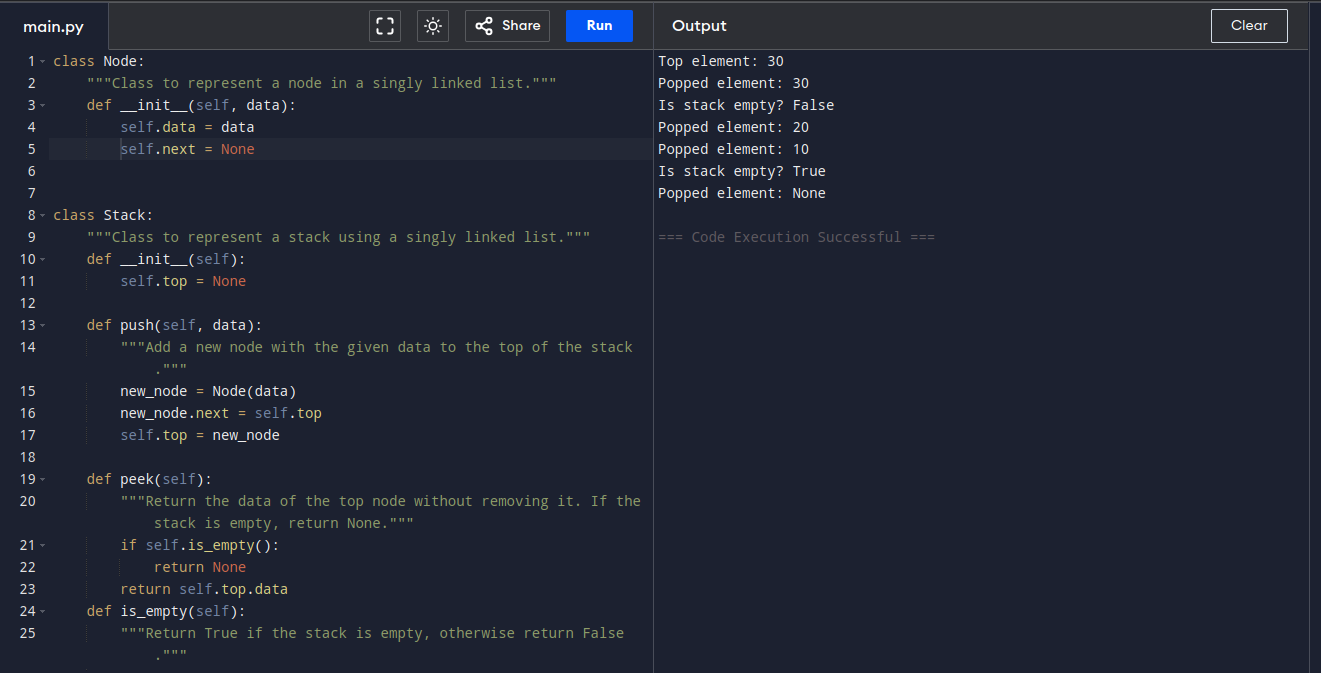 main.py
Share
Run
Output
Clear
1 class Node:
2     """Class to represent a node in a singly linked list."""
3     def __init__(self, data):
4         self.data = data
5         self.next = None
6
7
8 class Stack:
9     """Class to represent a stack using a singly linked list."""
10     def __init__(self):
11         self.top = None
12
13     def push(self, data):
14         """Add a new node with the given data to the top of the stack
            ."""
15         new_node = Node(data)
16         new_node.next = self.top
17         self.top = new_node
18
19     def peek(self):
20         """Return the data of the top node without removing it. If the
            stack is empty, return None."""
21         if self.is_empty():
22             return None
23         return self.top.data
24     def is_empty(self):
25         """Return True if the stack is empty, otherwise return False
            ."""
Top element: 30
Popped element: 30
Is stack empty? False
Popped element: 20
Popped element: 10
Is stack empty? True
Popped element: None
=== Code Execution Successful ===